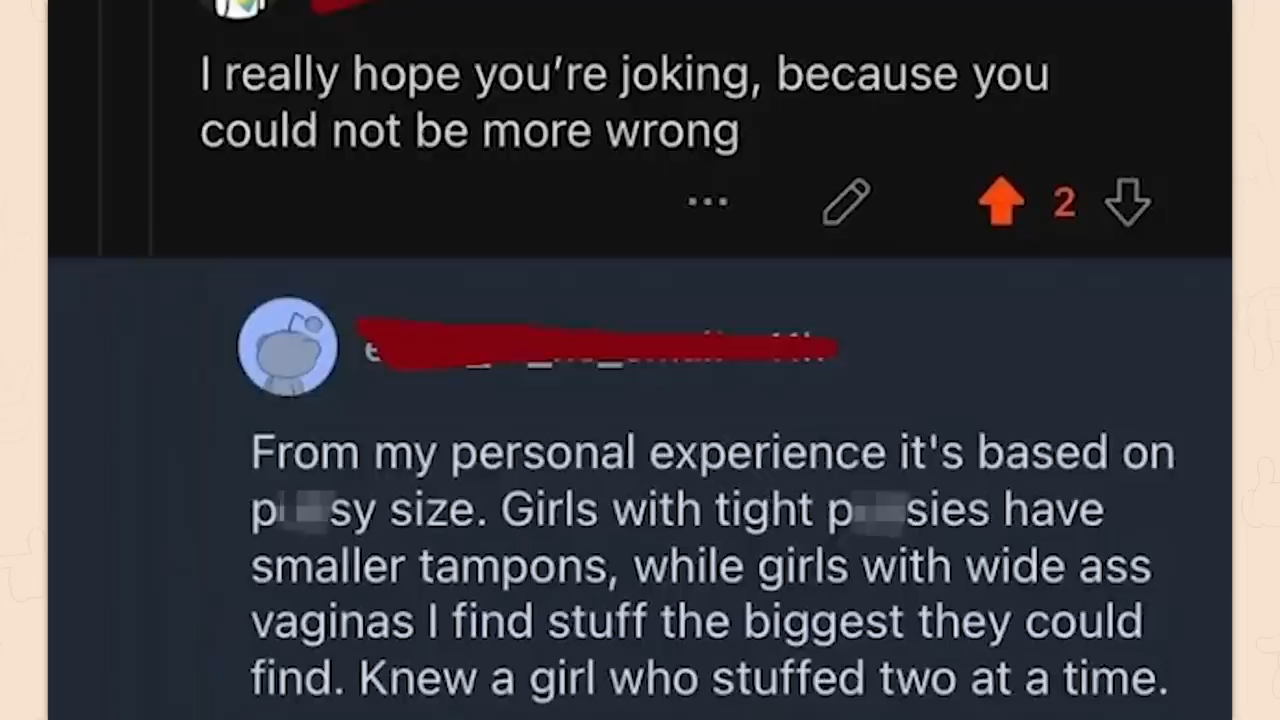 I really hope you're joking, because you
could not be more wrong
2
From my personal experience it's based on
size. Girls with tight have
smaller tampons, while girls with wide ass
vaginas I find stuff the biggest they could
find. Knew a girl who stuffed two at a time.